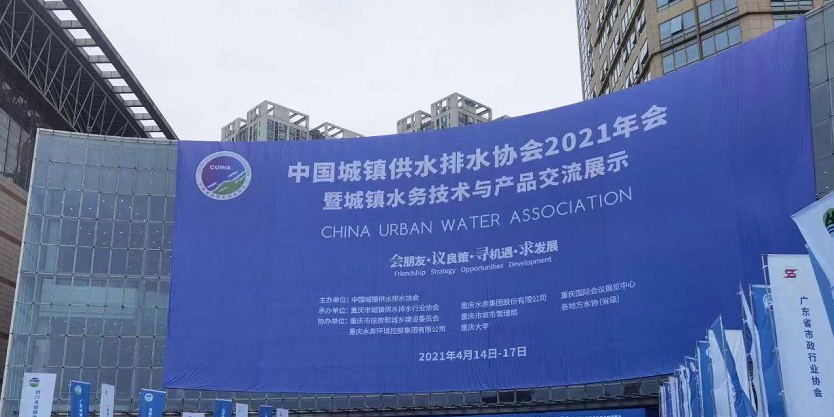 CUWA
中国城镇供水排水协会2021年会
暨城镇水务技术与产品交流展示
CHINA URBAN WATER ASSOCIATION
会朋友·议良策·寻机遇·求发展
Friendship Strategy Opportunities Development
主办单位:中国城镇供水排水协会
承办单位:重庆市城镇供水排水行业协会 重庆水务集团股份有限公司 重庆国际会议展览中心
协办单位:重庆市住房和城乡建设委员会 重庆市城市管理局 各地方水协(省级)
重庆水务环境控股集团有限公司 重庆大学
2021年4月14日-17日
广东省市政行业协会